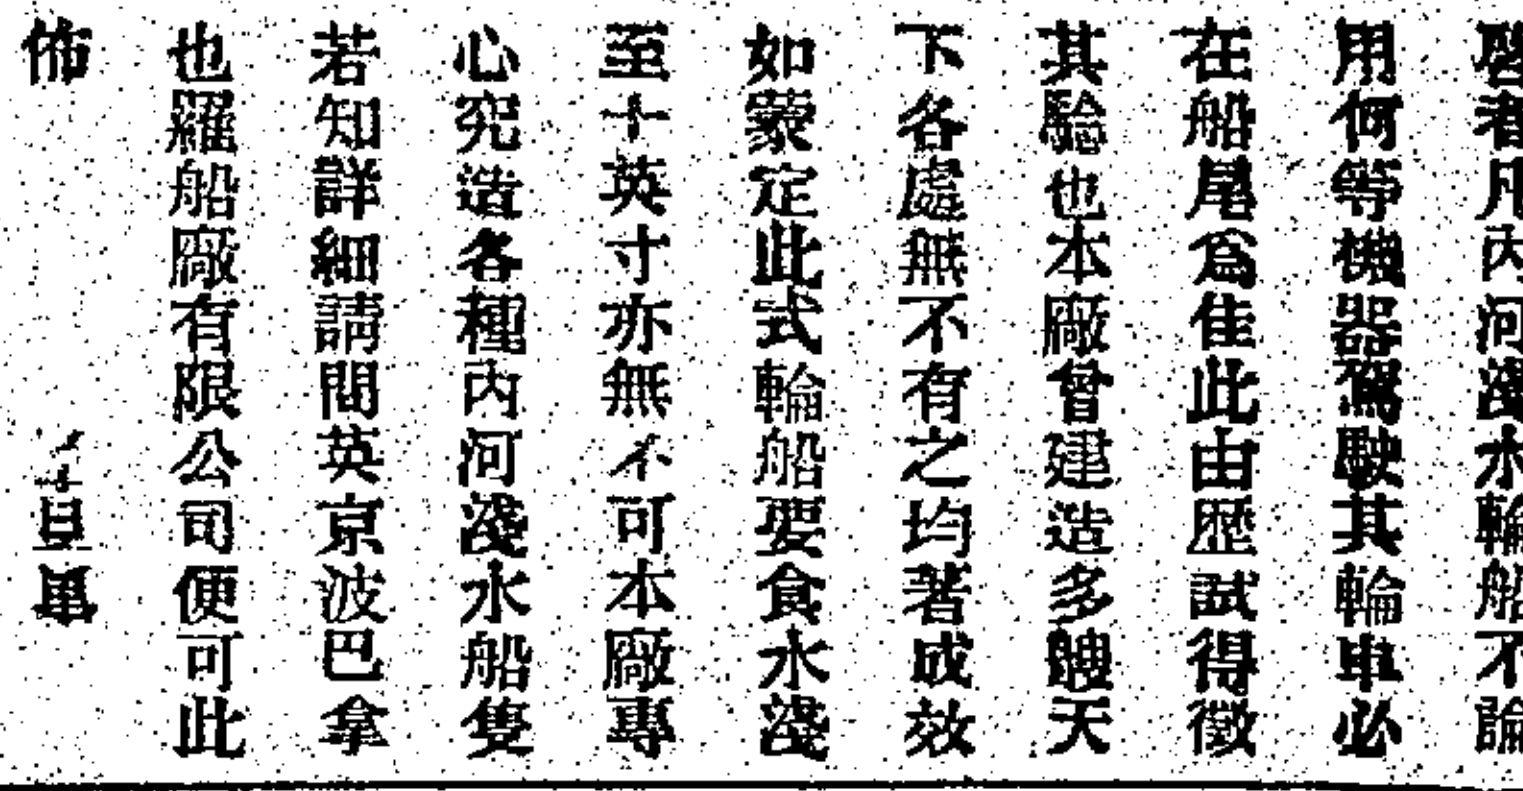 啓者凡內河淺水輪船不論
用何等機器駕駛其輪車必
在船尾爲佳此由歷試得徵
其驗也本廠曾建造多艘天
下各處無不有之均著成效
如蒙定此式輪船要食水淺
至十英寸亦無不可本廠專
心究造各種內河淺水船隻
若知詳細請問英京波巴拿
也羅船廠有限公司便可此
佈